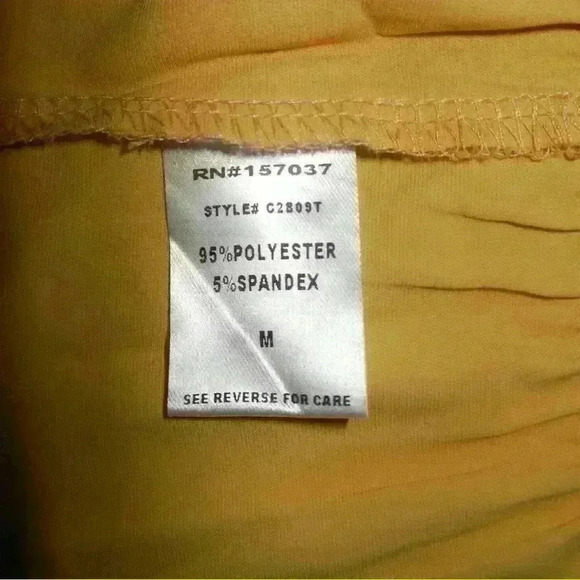 RN#157037
STYLE# C2809T
95%POLYESTER
5%SPANDEX
M
SEE REVERSE FOR CARE